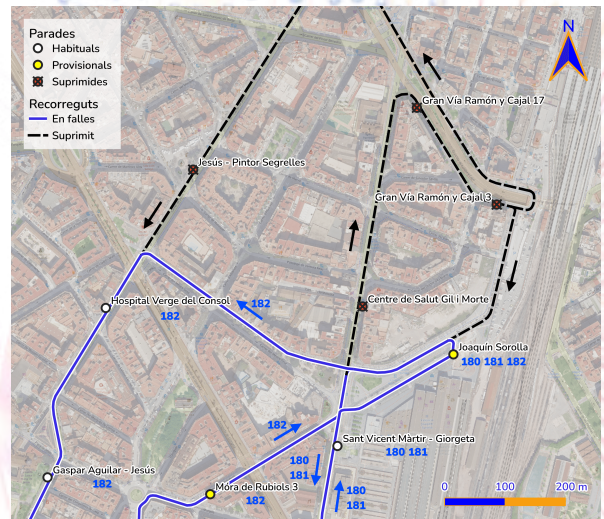 Parades
Habituals
Provisionals
Suprimides
Recorreguts
En falles
Suprimit
N
Gran Vía Ramón y Cajal 17
Jesús - Pintor Segrelles
Gran Vía Ramón y Cajal 3
Hospital Verge del Consol
182
182
Centre de Salut Gil i Morte
Joaquín Sorolla
180 181 182
182
Sant Vicent Màrtir - Giorgeta
180 181
180
181
Gaspar Aguilar - Jesús
182
Móra de Rubiols 3
182
180
181
0 100 200 m